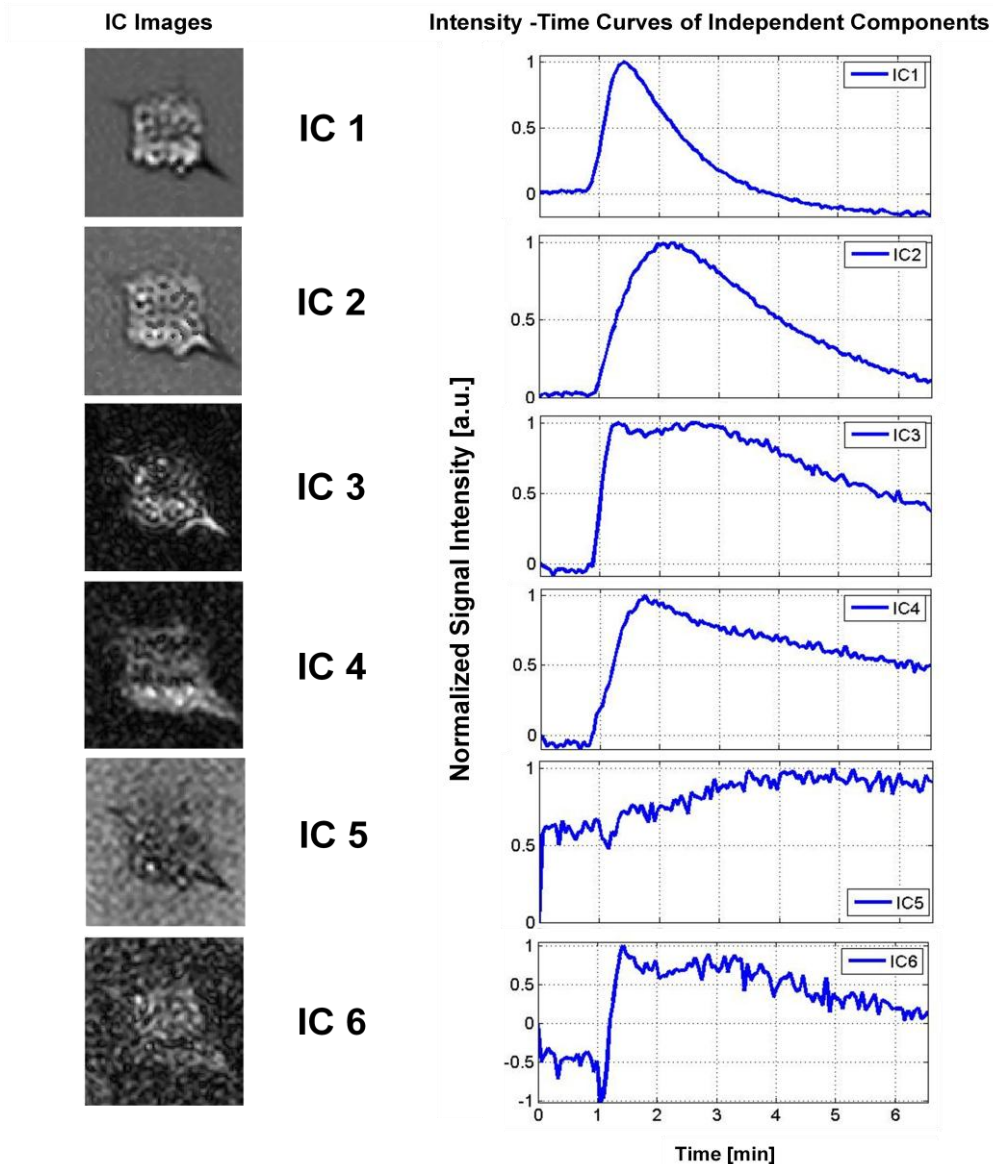 IC Images
Intensity -Time Curves of Independent Components
IC 1
1
0.5
0
IC1
IC 2
1
0.5
0
IC2
IC 3
1
0.5
0
IC3
IC 4
1
0.5
0
IC4
IC 5
1
0.5
0
IC5
IC 6
1
0.5
0
-0.5
-1
IC6
0 1 2 3 4 5 6
Normalized Signal Intensity [a.u.]
Time [min]